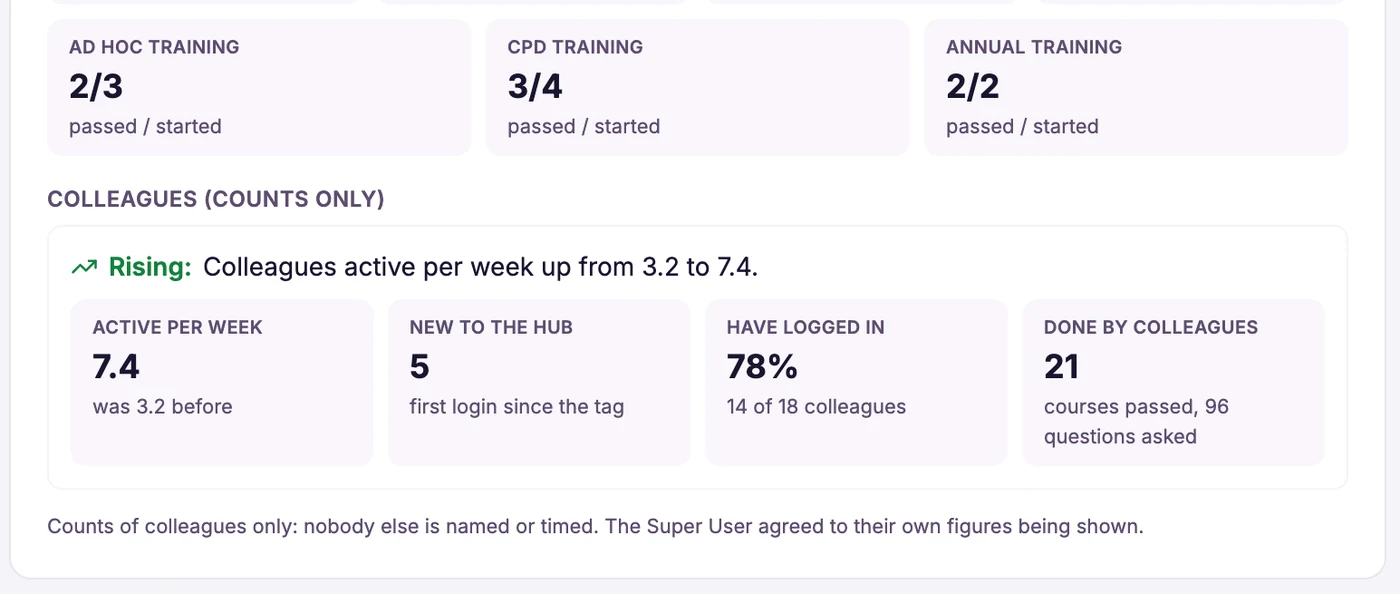 AD HOC TRAINING
2/3
passed / started
CPD TRAINING
3/4
passed / started
ANNUAL TRAINING
2/2
passed / started
COLLEAGUES (COUNTS ONLY)
Rising: Colleagues active per week up from 3.2 to 7.4.
ACTIVE PER WEEK
7.4
was 3.2 before
NEW TO THE HUB
5
first login since the tag
HAVE LOGGED IN
78%
14 of 18 colleagues
DONE BY COLLEAGUES
21
courses passed, 96
questions asked
Counts of colleagues only: nobody else is named or timed. The Super User agreed to their own figures being shown.